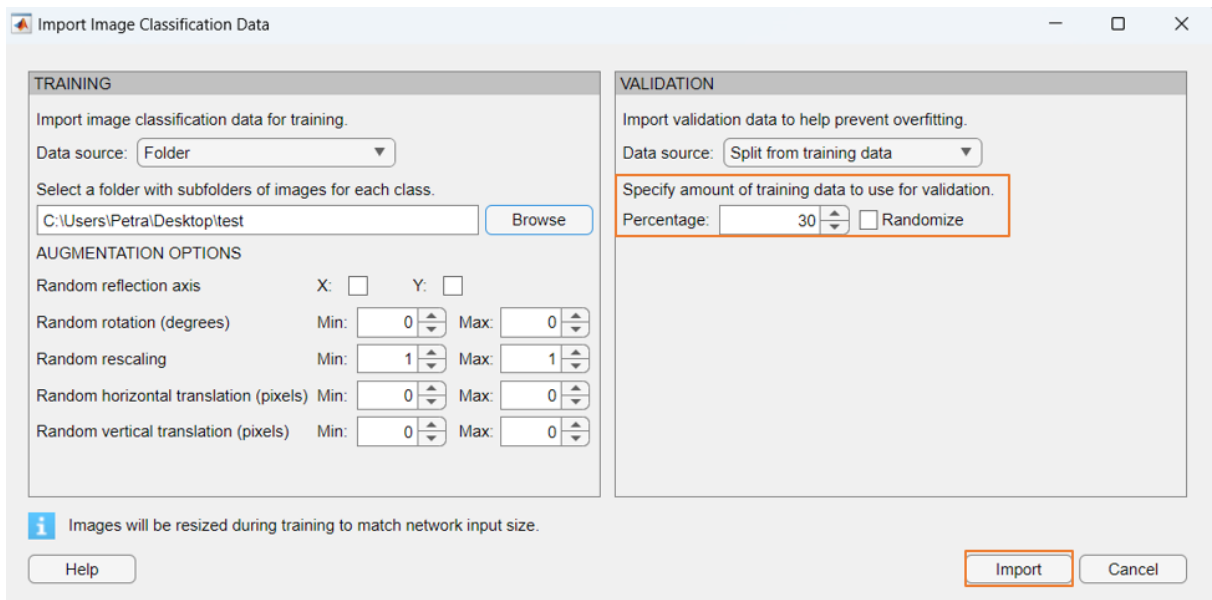 Import Image Classification Data
TRAINING
Import image classification data for training.
Data source: Folder
Select a folder with subfolders of images for each class.
C:\Users\Petra\Desktop\test Browse
AUGMENTATION OPTIONS
Random reflection axis X: Y:
Random rotation (degrees) Min: 0 Max: 0
Random rescaling Min: 1 Max: 1
Random horizontal translation (pixels) Min: 0 Max: 0
Random vertical translation (pixels) Min: 0 Max: 0
VALIDATION
Import validation data to help prevent overfitting.
Data source: Split from training data
Specify amount of training data to use for validation.
Percentage: 30 Randomize
i Images will be resized during training to match network input size.
Help Import Cancel